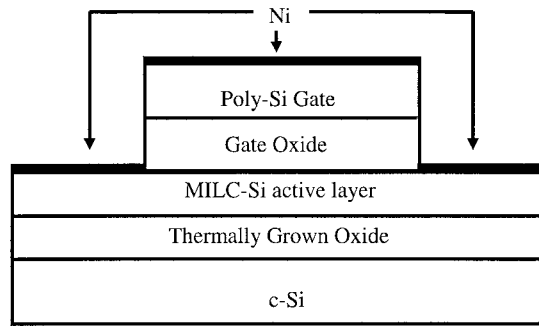 Ni
Poly-Si Gate
Gate Oxide
MILC-Si active layer
Thermally Grown Oxide
c-Si